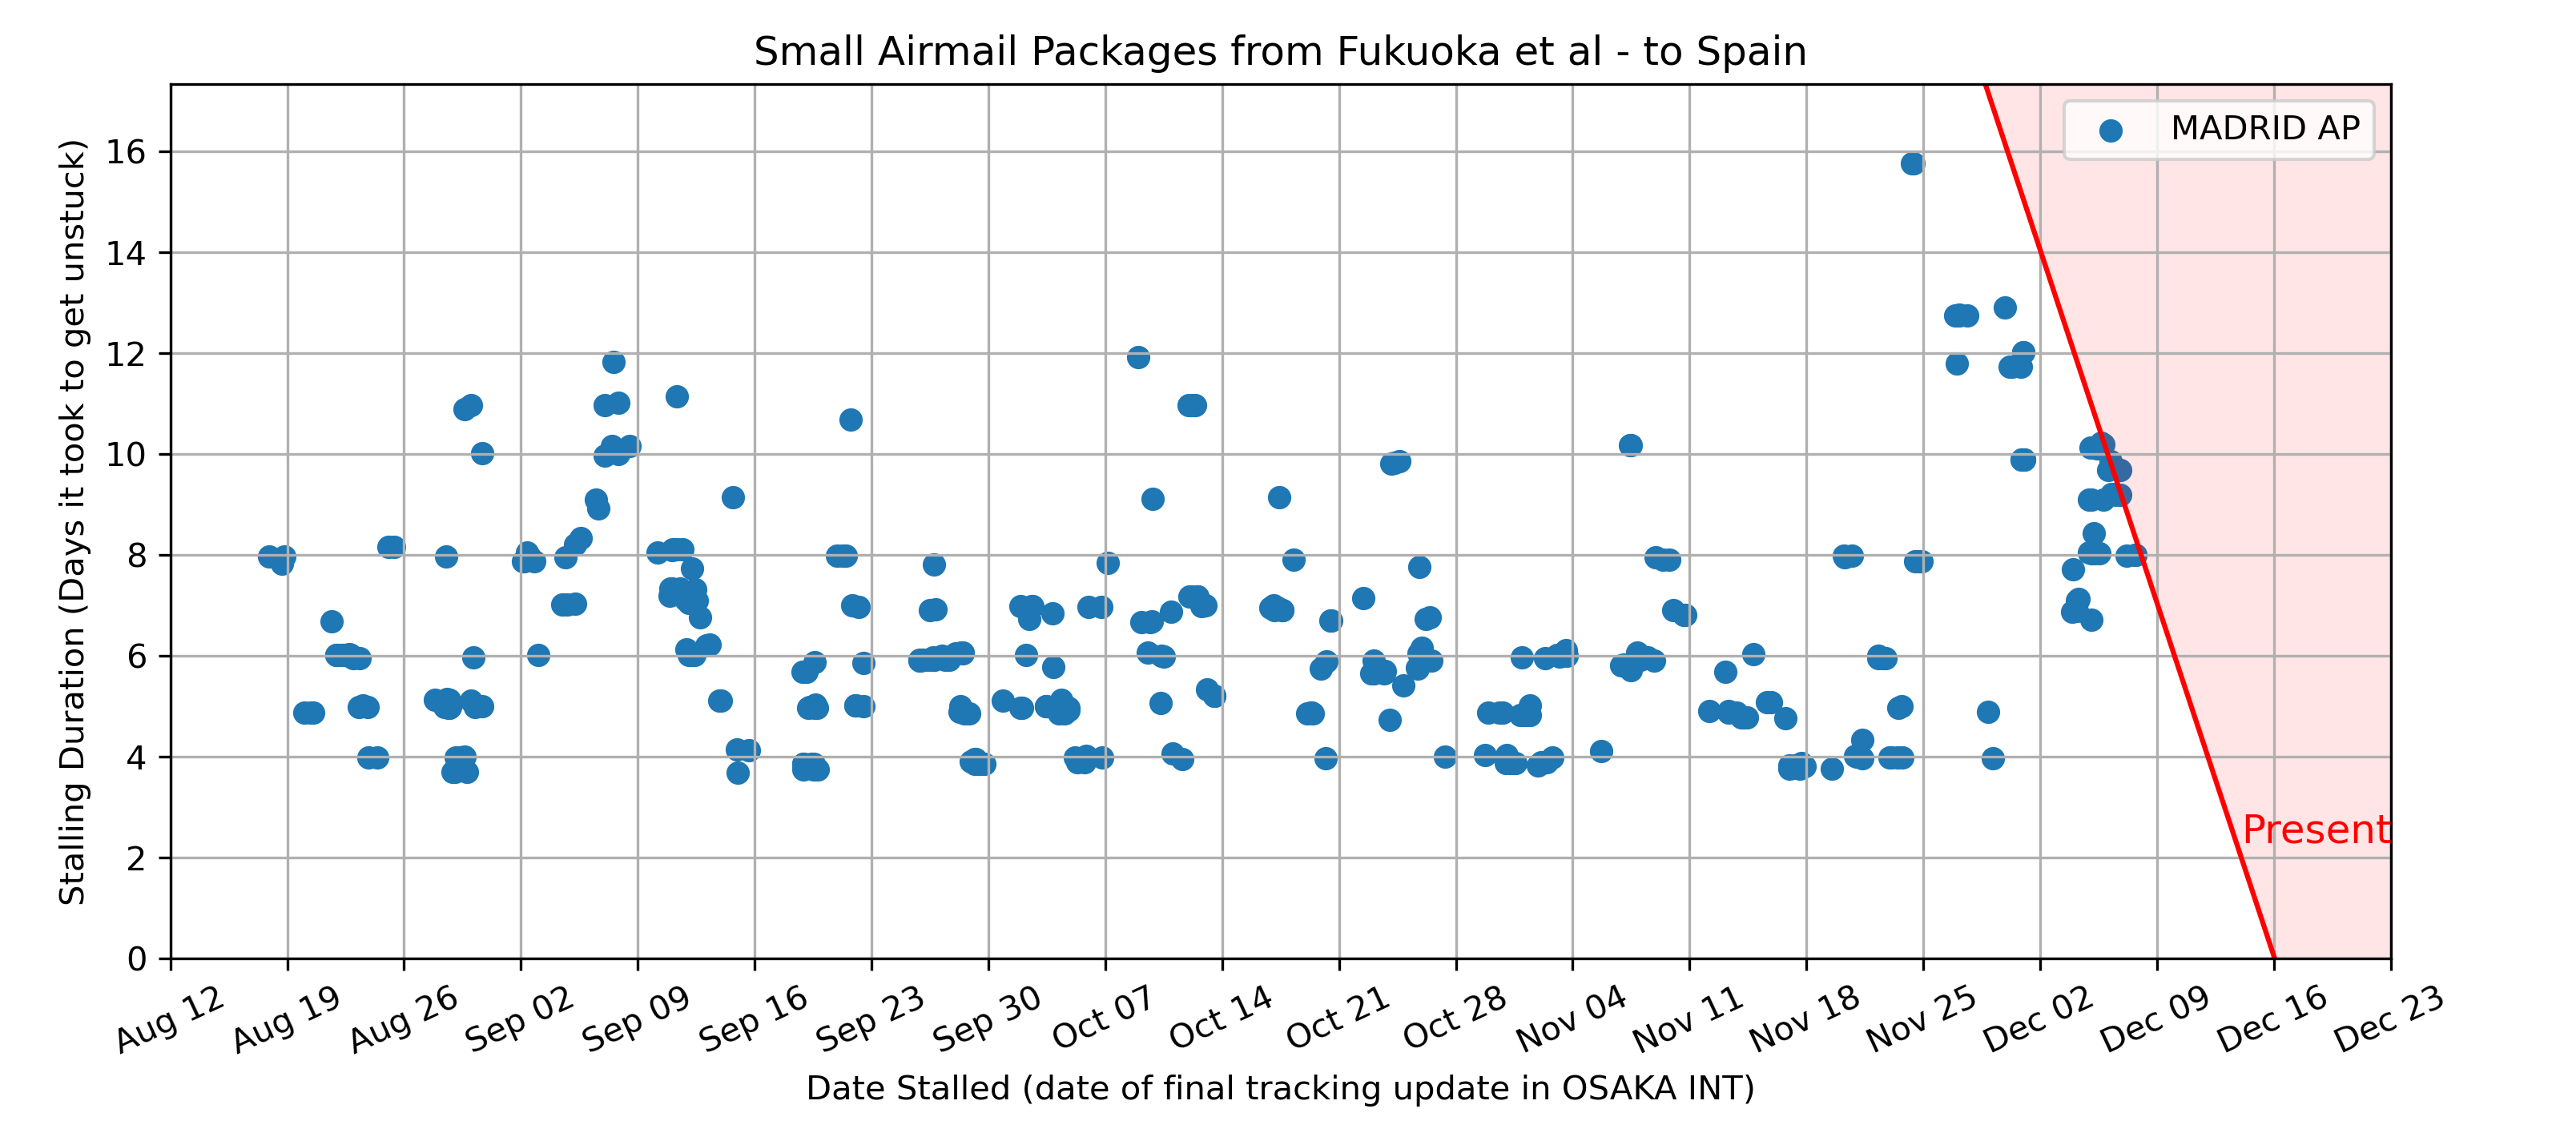 Small Airmail Packages from Fukuoka et al - to Spain
MADRID AP
Stalling Duration (Days it took to get unstuck)
16
14
12
10
8
6
4
2
0
Present
Aug 12
Aug 19
Aug 26
Sep 02
Sep 09
Sep 16
Sep 23
Sep 30
Oct 07
Oct 14
Oct 21
Oct 28
Nov 04
Nov 11
Nov 18
Nov 25
Dec 02
Dec 09
Dec 16
Dec 23
Date Stalled (date of final tracking update in OSAKA INT)